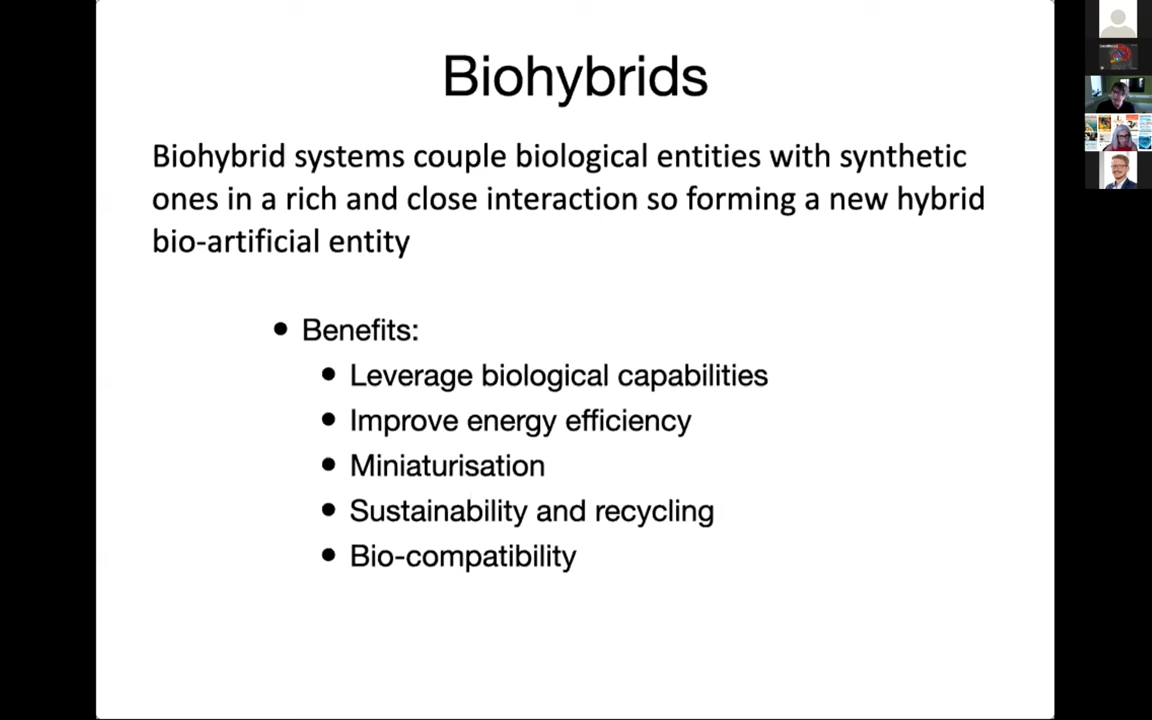 Biohybrids
Biohybrid systems couple biological entities with synthetic
ones in a rich and close interaction so forming a new hybrid
bio-artificial entity
• Benefits:
• Leverage biological capabilities
• Improve energy efficiency
• Miniaturisation
• Sustainability and recycling
• Bio-compatibility